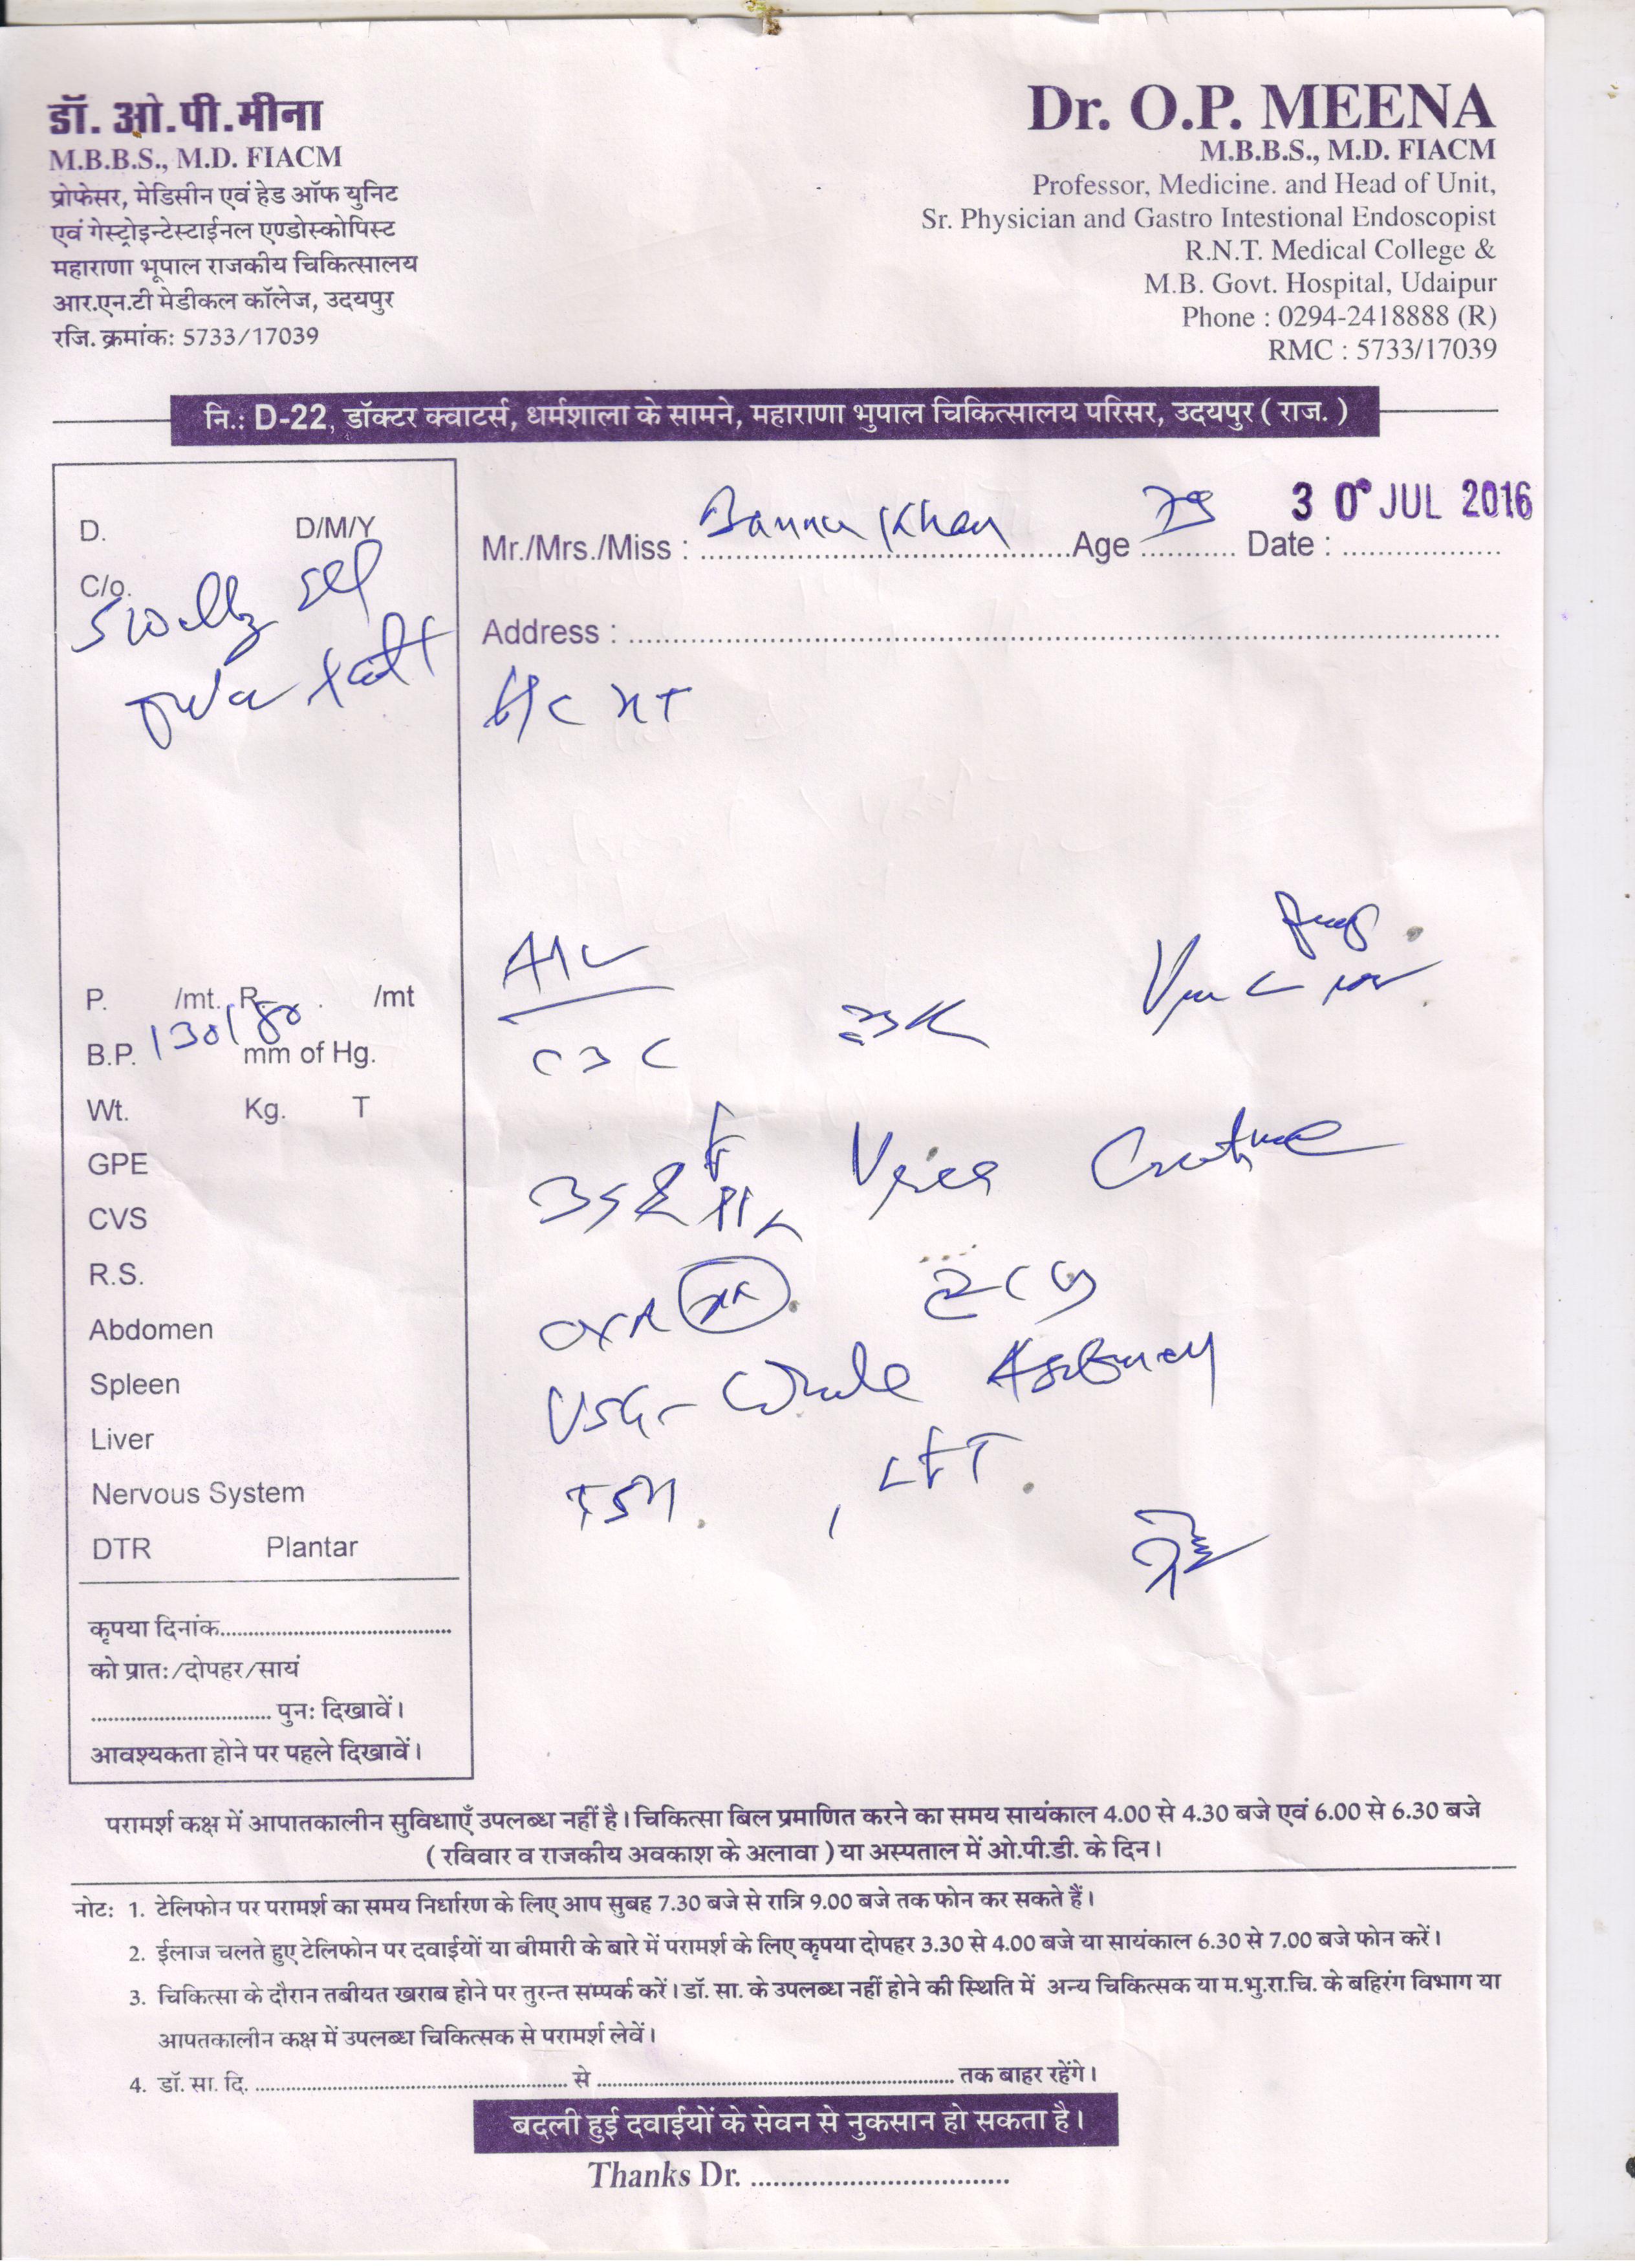 डॉ. ओ.पी.मीना
M.B.B.S., M.D. FIACM
प्रोफेसर, मेडिसीन एवं हेड ऑफ युनिट
एवं गेस्ट्रोइन्टेस्टाईनल एण्डोस्कोपिस्ट
महाराणा भूपाल राजकीय चिकित्सालय
आर.एन.टी मेडीकल कॉलेज, उदयपुर
रजि. क्रमांक: 5733/17039
Dr. O.P. MEENA
M.B.B.S., M.D. FIACM
Professor, Medicine. and Head of Unit,
Sr. Physician and Gastro Intestional Endoscopist
R.N.T. Medical College &
M.B. Govt. Hospital, Udaipur
Phone : 0294-2418888 (R)
RMC : 5733/17039
नि.: D-22, डॉक्टर क्वाटर्स, धर्मशाला के सामने, महाराणा भुपाल चिकित्सालय परिसर, उदयपुर ( राज. )
Mr./Mrs./Miss : Khan Age Date : 30 JUL 2016
Address :
D. D/M/Y
C/o.
P. /mt. R. /mt
B.P. 130/80 mm of Hg.
Wt. Kg. T
GPE
CVS
R.S.
Abdomen
Spleen
Liver
Nervous System
DTR Plantar
कृपया दिनांक
को प्रातः/दोपहर/सायं
पुनः दिखावें।
आवश्यकता होने पर पहले दिखावें।
CBC
Urea Creatinine
ECG
USG- Whole
TSH , LFT
परामर्श कक्ष में आपातकालीन सुविधाएँ उपलब्ध नहीं है। चिकित्सा बिल प्रमाणित करने का समय सायंकाल 4.00 से 4.30 बजे एवं 6.00 से 6.30 बजे
( रविवार व राजकीय अवकाश के अलावा ) या अस्पताल में ओ.पी.डी. के दिन।
नोट: 1. टेलिफोन पर परामर्श का समय निर्धारण के लिए आप सुबह 7.30 बजे से रात्रि 9.00 बजे तक फोन कर सकते हैं।
2. ईलाज चलते हुए टेलिफोन पर दवाईयों या बीमारी के बारे में परामर्श के लिए कृपया दोपहर 3.30 से 4.00 बजे या सायंकाल 6.30 से 7.00 बजे फोन करें।
3. चिकित्सा के दौरान तबीयत खराब होने पर तुरन्त सम्पर्क करें। डॉ. सा. के उपलब्ध नहीं होने की स्थिति में अन्य चिकित्सक या म.भु.रा.चि. के बहिरंग विभाग या
आपतकालीन कक्ष में उपलब्ध चिकित्सक से परामर्श लेवें।
4. डॉ. सा. दि. से तक बाहर रहेंगे।
बदली हुई दवाईयों के सेवन से नुकसान हो सकता है।
Thanks Dr.